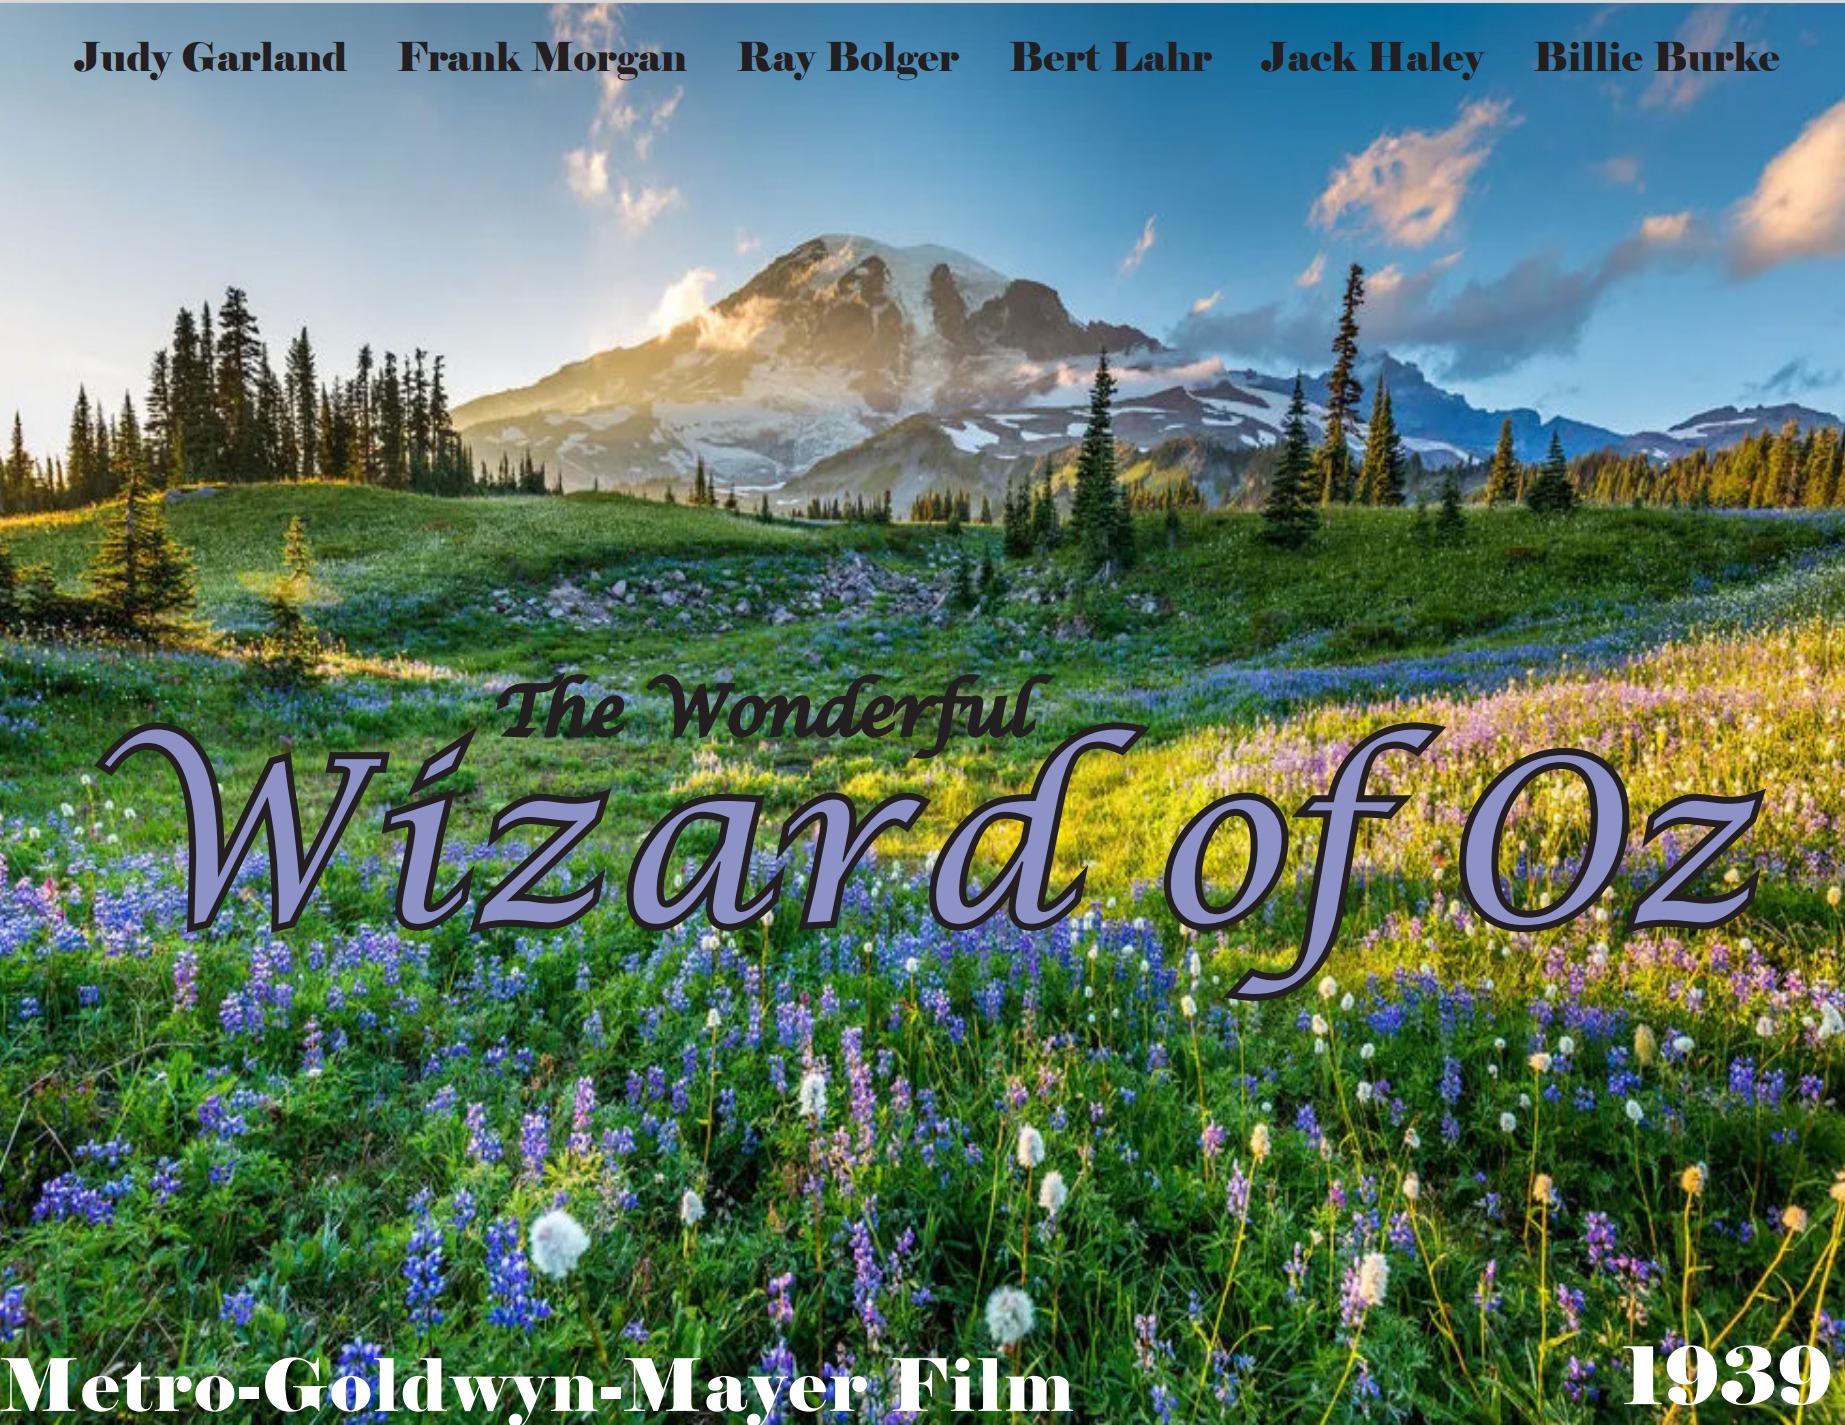 Judy Garland Frank Morgan Ray Bolger Bert Lahr Jack Haley Billie Burke
The Wonderful
Wizard of Oz
Metro-Goldwyn-Mayer Film 1939